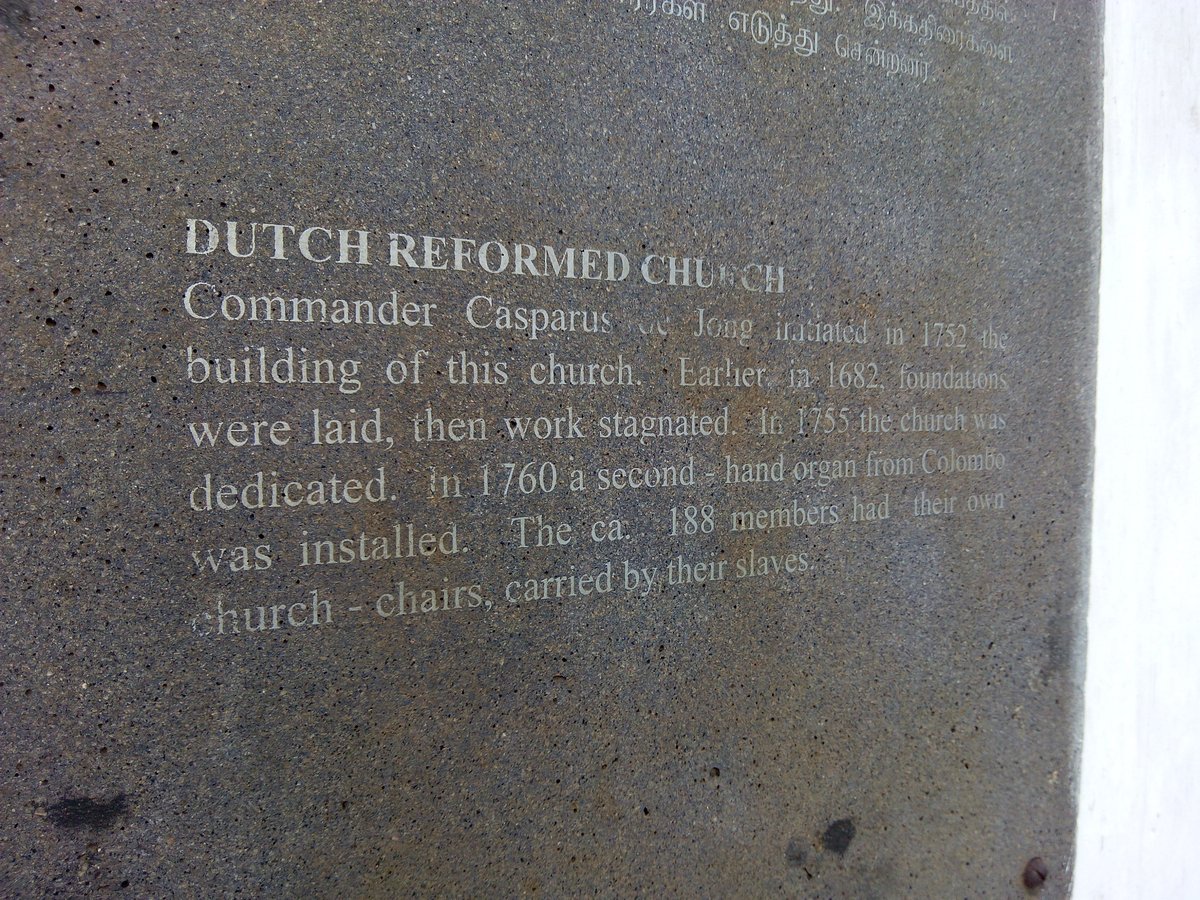 எடுத்து சென்றனர்.
DUTCH REFORMED CHURCH
Commander Casparus de Jong initiated in 1752 the
building of this church. Earlier, in 1682, foundations
were laid, then work stagnated. In 1755 the church was
dedicated. In 1760 a second - hand organ from Colombo
was installed. The ca. 188 members had their own
church - chairs, carried by their slaves.